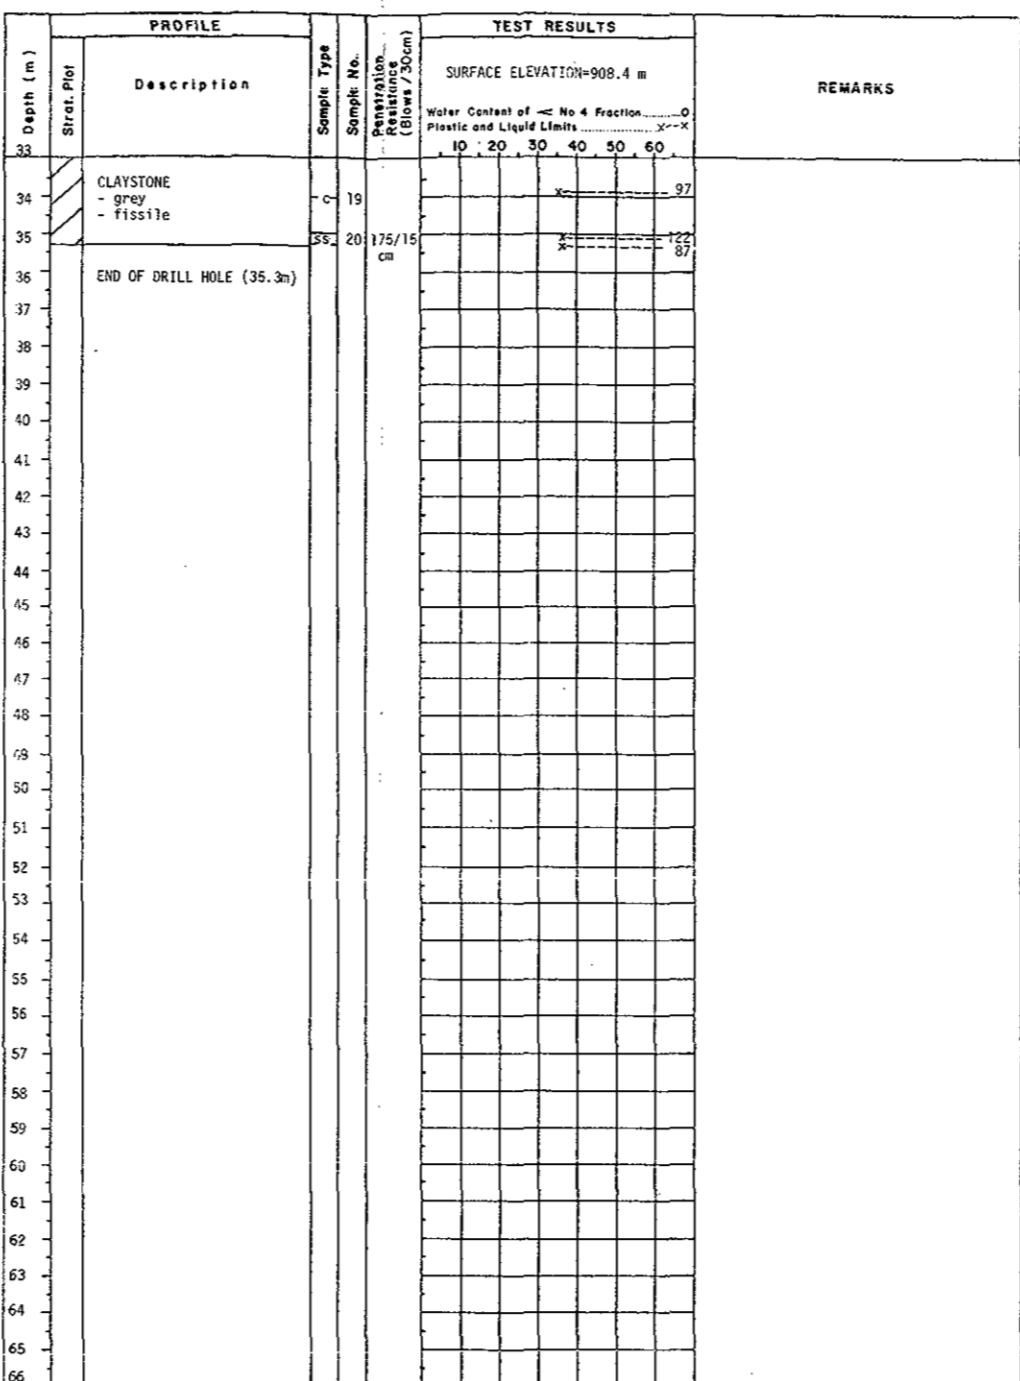 PROFILE
TEST RESULTS
Depth (m)
Strat. Plot
Description
Sample Type
Sample No.
Penetration Resistance (Blows /30cm)
SURFACE ELEVATION=908.4 m
Water Content of < No 4 Fraction........O
Plastic and Liquid Limits ...............X--X
10 20 30 40 50 60
REMARKS
33
CLAYSTONE
34 - grey c 19 97
- fissile
35 SS 20 175/15 122
cm 87
36 END OF DRILL HOLE (35.3m)
37
38
39
40
41
42
43
44
45
46
47
48
49
50
51
52
53
54
55
56
57
58
59
60
61
62
63
64
65
66